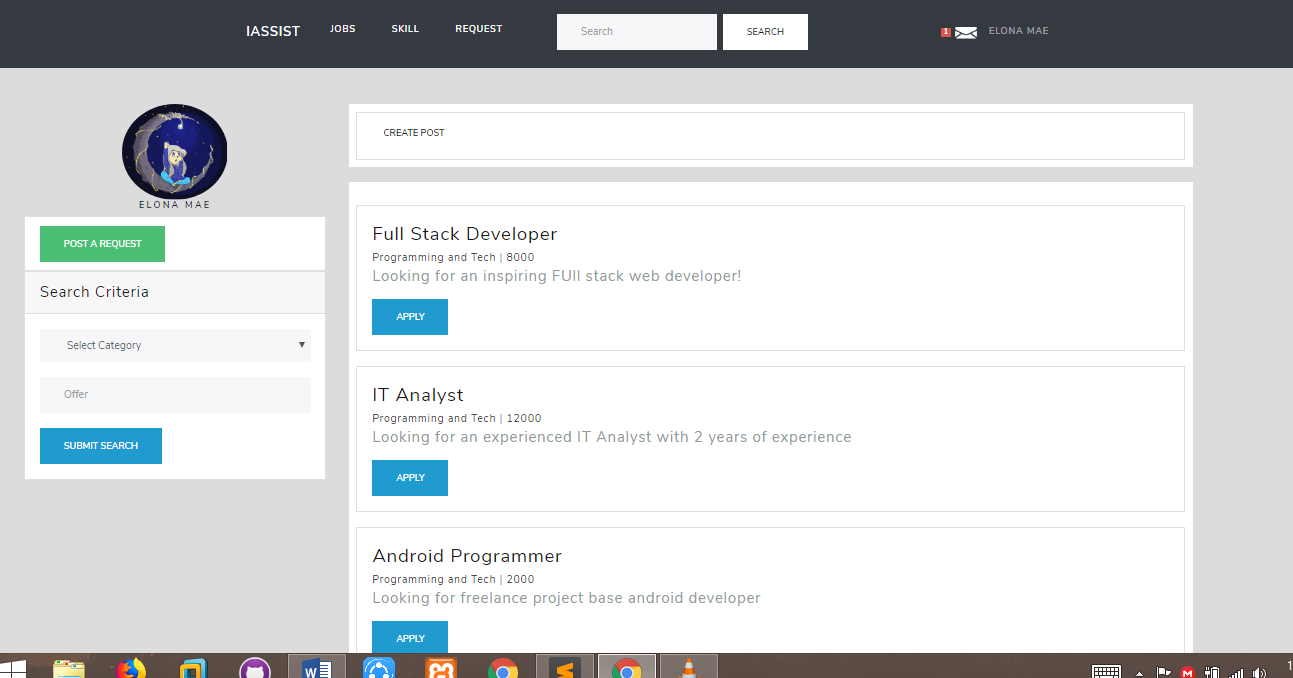 IASSIST JOBS SKILL REQUEST Search SEARCH 1 ELONA MAE
ELONA MAE
POST A REQUEST
Search Criteria
Select Category
Offer
SUBMIT SEARCH
CREATE POST
Full Stack Developer
Programming and Tech | 8000
Looking for an inspiring FUll stack web developer!
APPLY
IT Analyst
Programming and Tech | 12000
Looking for an experienced IT Analyst with 2 years of experience
APPLY
Android Programmer
Programming and Tech | 2000
Looking for freelance project base android developer
APPLY